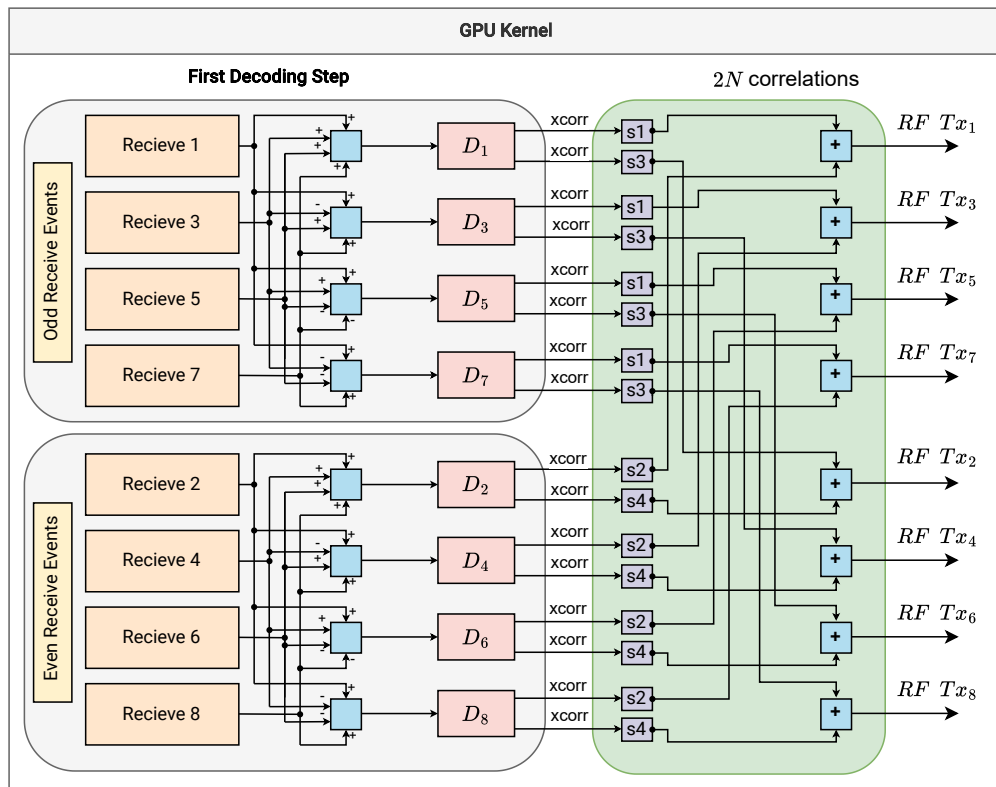 GPU Kernel
First Decoding Step
2N correlations
Odd Receive Events
Recieve 1
+
+
+
+
D₁
xcorr
xcorr
s1
s3
+
RF Tx₁
Recieve 3
+
-
+
+
D₃
xcorr
xcorr
s1
s3
+
RF Tx₃
Recieve 5
+
+
-
-
D₅
xcorr
xcorr
s1
s3
+
RF Tx₅
Recieve 7
+
-
-
+
D₇
xcorr
xcorr
s1
s3
+
RF Tx₇
Even Receive Events
Recieve 2
+
+
+
+
D₂
xcorr
xcorr
s2
s4
+
RF Tx₂
Recieve 4
+
-
+
+
D₄
xcorr
xcorr
s2
s4
+
RF Tx₄
Recieve 6
+
+
-
-
D₆
xcorr
xcorr
s2
s4
+
RF Tx₆
Recieve 8
+
-
-
+
D₈
xcorr
xcorr
s2
s4
+
RF Tx₈